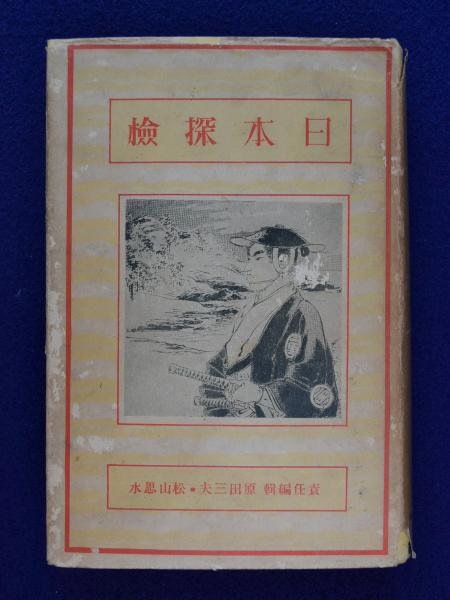 日本探檢
責任編輯 原田三夫・松山思水